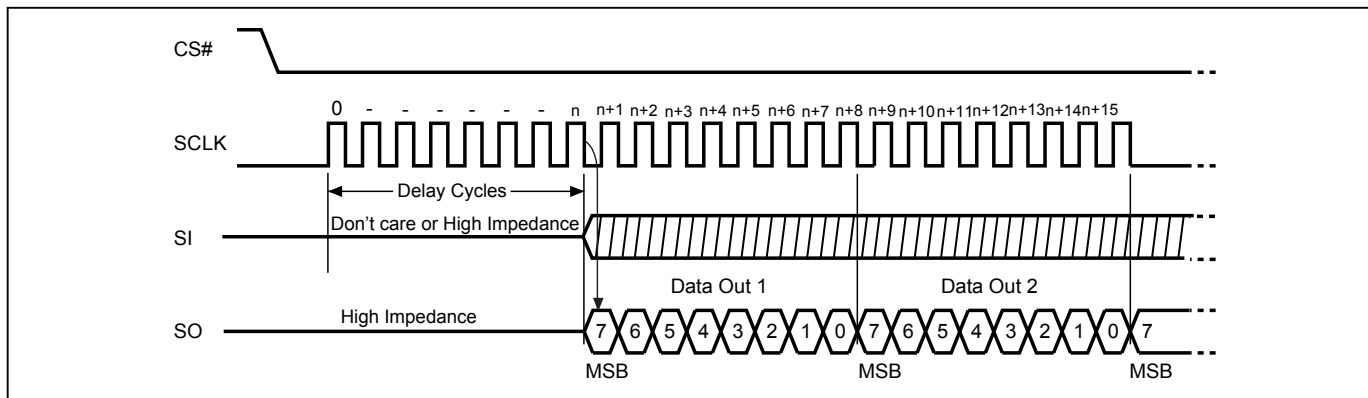 CS#
0 - - - - - - n n+1 n+2 n+3 n+4 n+5 n+6 n+7 n+8 n+9 n+10 n+11 n+12 n+13 n+14 n+15
SCLK
Delay Cycles
Don't care or High Impedance
SI
Data Out 1 Data Out 2
High Impedance
SO 7 6 5 4 3 2 1 0 7 6 5 4 3 2 1 0 7
MSB MSB MSB